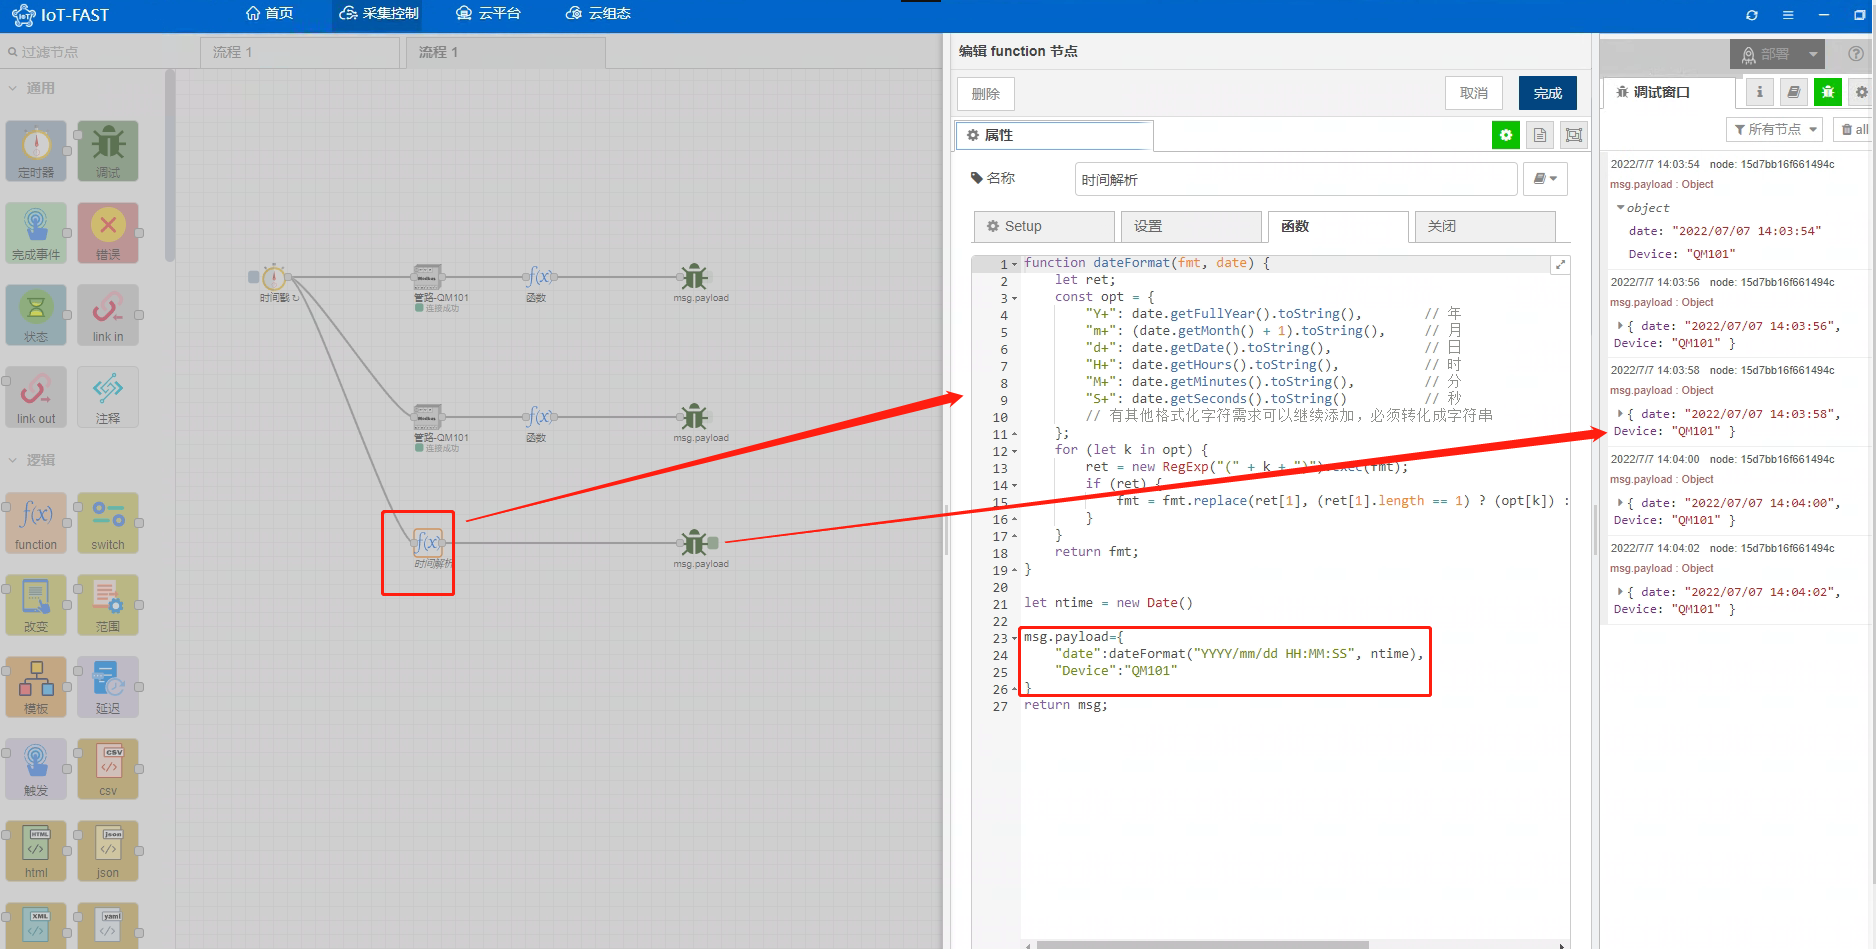 IoT-FAST
首页
采集控制
云平台
云组态
过滤节点
流程 1
流程 1
通用
定时器
调试
完成事件
错误
状态
link in
link out
注释
逻辑
function
switch
改变
范围
模板
延迟
触发
csv
html
json
时间戳 ↻
管路-QM101
连接成功
函数
msg.payload
管路-QM101
连接成功
函数
msg.payload
时间解析
msg.payload
编辑 function 节点
删除
取消
完成
属性
名称
时间解析
Setup
设置
函数
关闭
1 function dateFormat(fmt, date) {
2 let ret;
3 const opt = {
4 "Y+": date.getFullYear().toString(), // 年
5 "m+": (date.getMonth() + 1).toString(), // 月
6 "d+": date.getDate().toString(), // 日
7 "H+": date.getHours().toString(), // 时
8 "M+": date.getMinutes().toString(), // 分
9 "S+": date.getSeconds().toString() // 秒
10 // 有其他格式化字符需求可以继续添加，必须转化成字符串
11 };
12 for (let k in opt) {
13 ret = new RegExp("(" + k + ")").exec(fmt);
14 if (ret) {
15 fmt = fmt.replace(ret[1], (ret[1].length == 1) ? (opt[k]) :
16 }
17 }
18 return fmt;
19 }
20
21 let ntime = new Date()
22
23 msg.payload={
24 "date":dateFormat("YYYY/mm/dd HH:MM:SS", ntime),
25 "Device":"QM101"
26 }
27 return msg;
部署
调试窗口
所有节点
all
2022/7/7 14:03:54 node: 15d7bb16f661494c
msg.payload : Object
object
date: "2022/07/07 14:03:54"
Device: "QM101"
2022/7/7 14:03:56 node: 15d7bb16f661494c
msg.payload : Object
{ date: "2022/07/07 14:03:56",
Device: "QM101" }
2022/7/7 14:03:58 node: 15d7bb16f661494c
msg.payload : Object
{ date: "2022/07/07 14:03:58",
Device: "QM101" }
2022/7/7 14:04:00 node: 15d7bb16f661494c
msg.payload : Object
{ date: "2022/07/07 14:04:00",
Device: "QM101" }
2022/7/7 14:04:02 node: 15d7bb16f661494c
msg.payload : Object
{ date: "2022/07/07 14:04:02",
Device: "QM101" }